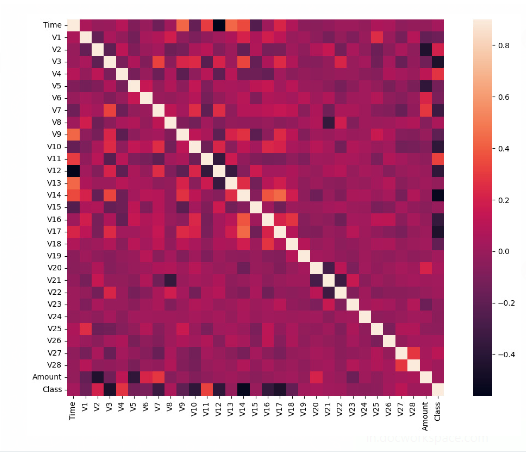 Time
V1
V2
V3
V4
V5
V6
V7
V8
V9
V10
V11
V12
V13
V14
V15
V16
V17
V18
V19
V20
V21
V22
V23
V24
V25
V26
V27
V28
Amount
Class
Time V1 V2 V3 V4 V5 V6 V7 V8 V9 V10 V11 V12 V13 V14 V15 V16 V17 V18 V19 V20 V21 V22 V23 V24 V25 V26 V27 V28 Amount Class
0.8
0.6
0.4
0.2
0.0
−0.2
−0.4